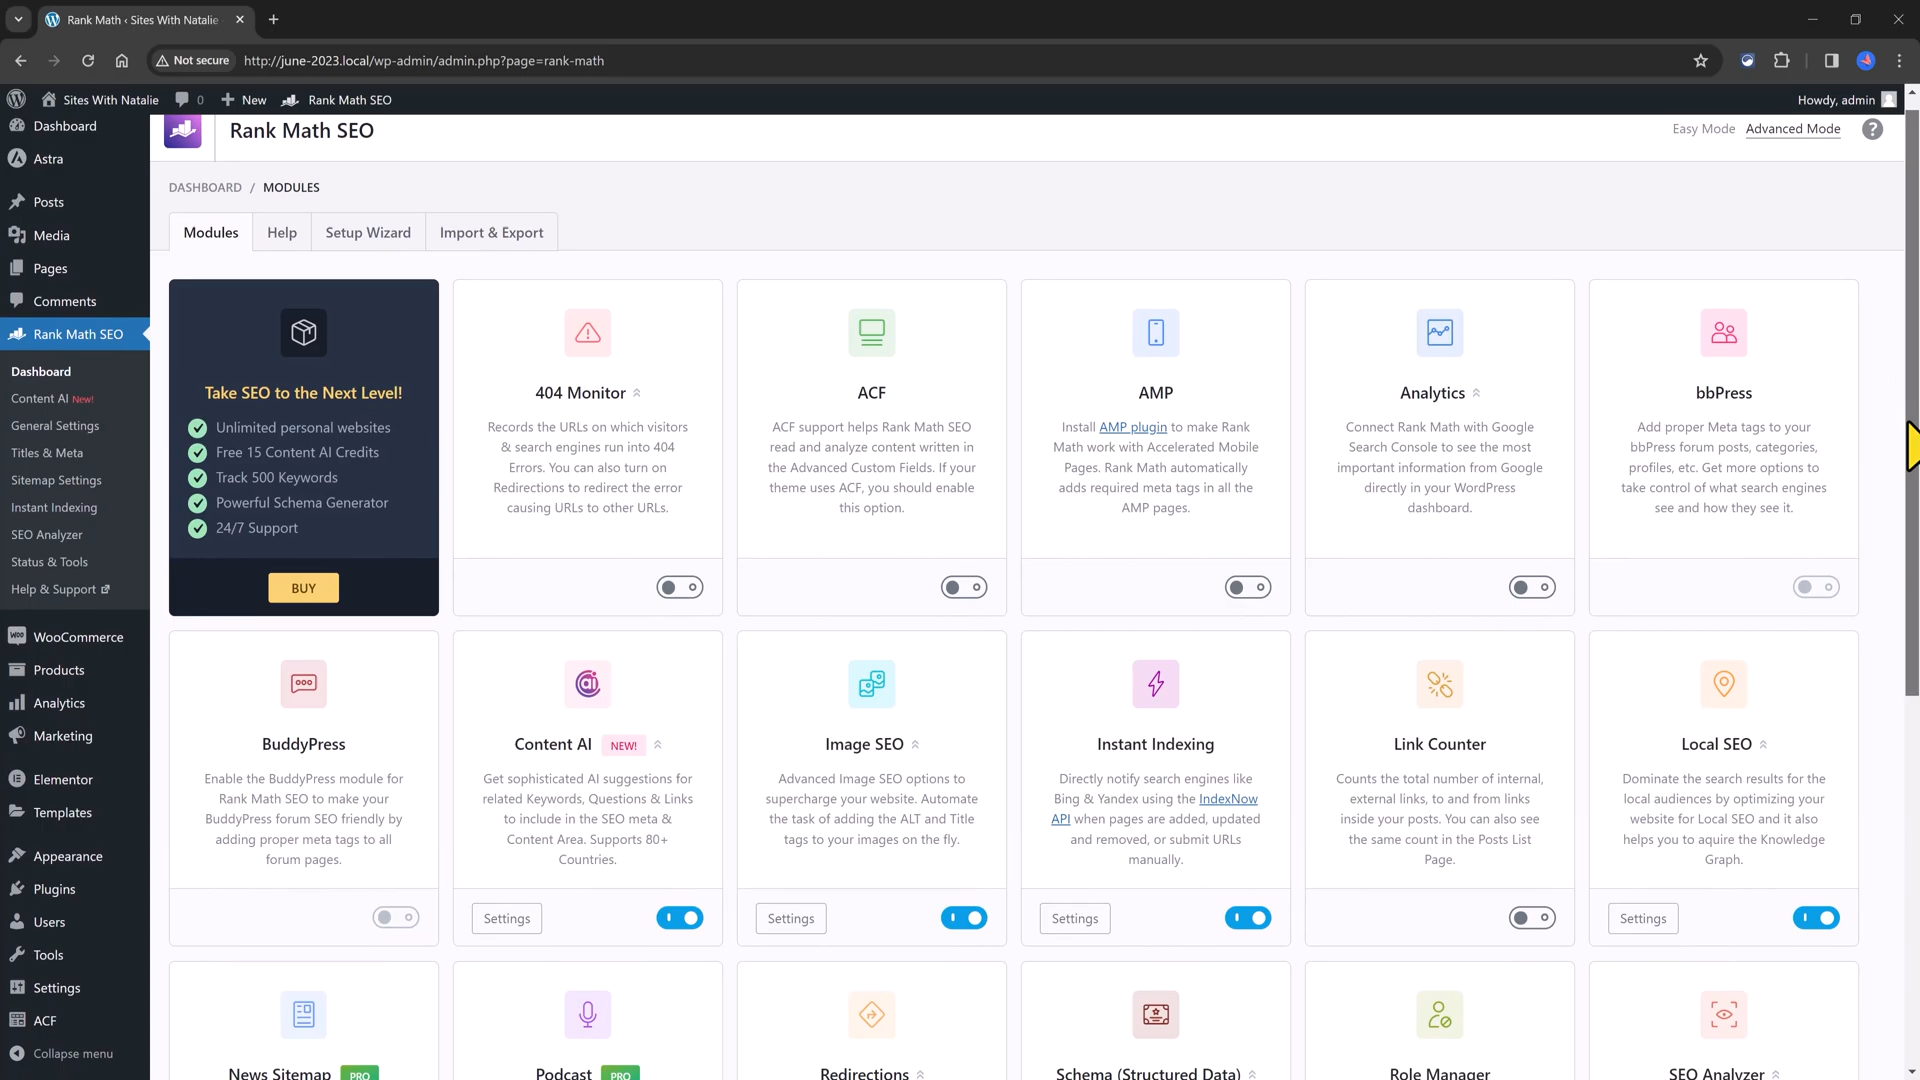 Rank Math ‹ Sites With Natalie
Not secure
http://june-2023.local/wp-admin/admin.php?page=rank-math
Sites With Natalie
0
New
Rank Math SEO
Howdy, admin
Dashboard
Astra
Posts
Media
Pages
Comments
Rank Math SEO
Dashboard
Content AI New!
General Settings
Titles & Meta
Sitemap Settings
Instant Indexing
SEO Analyzer
Status & Tools
Help & Support
WooCommerce
Products
Analytics
Marketing
Elementor
Templates
Appearance
Plugins
Users
Tools
Settings
ACF
Collapse menu
Rank Math SEO
Easy Mode
Advanced Mode
?
DASHBOARD / MODULES
Modules
Help
Setup Wizard
Import & Export
Take SEO to the Next Level!
Unlimited personal websites
Free 15 Content AI Credits
Track 500 Keywords
Powerful Schema Generator
24/7 Support
BUY
404 Monitor
Records the URLs on which visitors
& search engines run into 404
Errors. You can also turn on
Redirections to redirect the error
causing URLs to other URLs.
ACF
ACF support helps Rank Math SEO
read and analyze content written in
the Advanced Custom Fields. If your
theme uses ACF, you should enable
this option.
AMP
Install AMP plugin to make Rank
Math work with Accelerated Mobile
Pages. Rank Math automatically
adds required meta tags in all the
AMP pages.
Analytics
Connect Rank Math with Google
Search Console to see the most
important information from Google
directly in your WordPress
dashboard.
bbPress
Add proper Meta tags to your
bbPress forum posts, categories,
profiles, etc. Get more options to
take control of what search engines
see and how they see it.
BuddyPress
Enable the BuddyPress module for
Rank Math SEO to make your
BuddyPress forum SEO friendly by
adding proper meta tags to all
forum pages.
Content AI NEW!
Get sophisticated AI suggestions for
related Keywords, Questions & Links
to include in the SEO meta &
Content Area. Supports 80+
Countries.
Settings
Image SEO
Advanced Image SEO options to
supercharge your website. Automate
the task of adding the ALT and Title
tags to your images on the fly.
Settings
Instant Indexing
Directly notify search engines like
Bing & Yandex using the IndexNow
API when pages are added, updated
and removed, or submit URLs
manually.
Settings
Link Counter
Counts the total number of internal,
external links, to and from links
inside your posts. You can also see
the same count in the Posts List
Page.
Local SEO
Dominate the search results for the
local audiences by optimizing your
website for Local SEO and it also
helps you to aquire the Knowledge
Graph.
Settings
News Sitemap PRO
Podcast PRO
Redirections
Schema (Structured Data)
Role Manager
SEO Analyzer